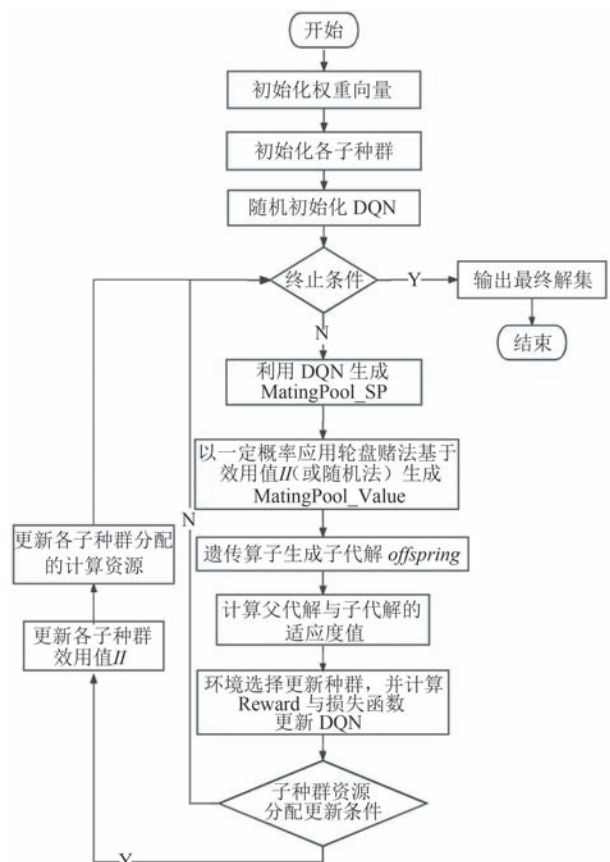 开始
初始化权重向量
初始化各子种群
随机初始化 DQN
终止条件
Y
输出最终解集
结束
N
利用 DQN 生成
MatingPool_SP
以一定概率应用轮盘赌法基于
效用值II(或随机法)生成
MatingPool_Value
遗传算子生成子代解 offspring
计算父代解与子代解的
适应度值
环境选择更新种群,并计算
Reward 与损失函数
更新 DQN
子种群资源
分配更新条件
N
Y
更新各子种群
效用值II
更新各子种群分配
的计算资源